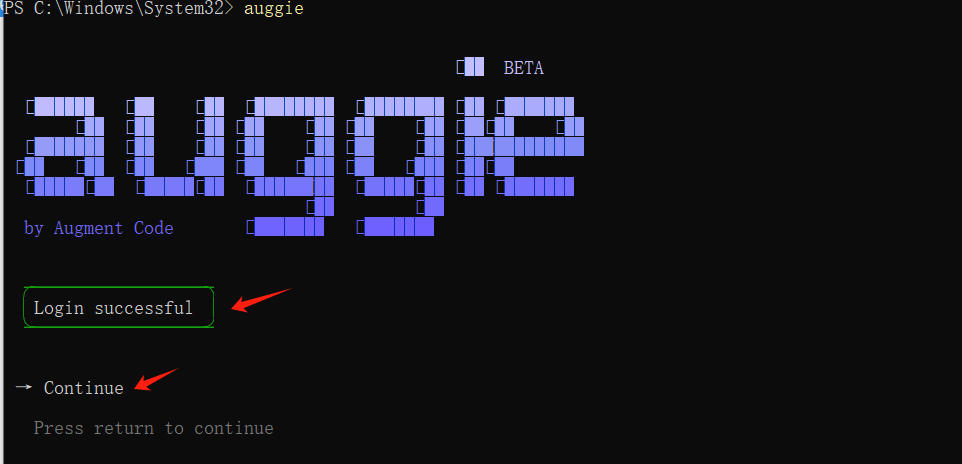 PS C:\Windows\System32> auggie
BETA
auggie
by Augment Code
Login successful
→ Continue
Press return to continue